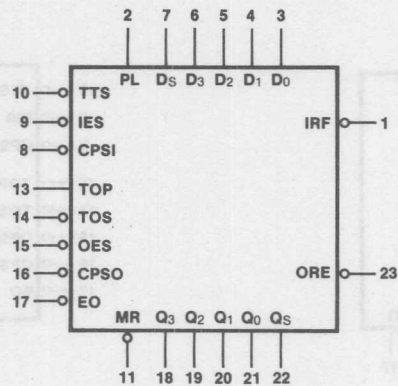 2 7 6 5 4 3
PL DS D3 D2 D1 D0
10 TTS
9 IES
IRF 1
8 CPSI
13 TOP
14 TOS
15 OES
16 CPSO
ORE 23
17 EO
MR Q3 Q2 Q1 Q0 QS
11 18 19 20 21 22